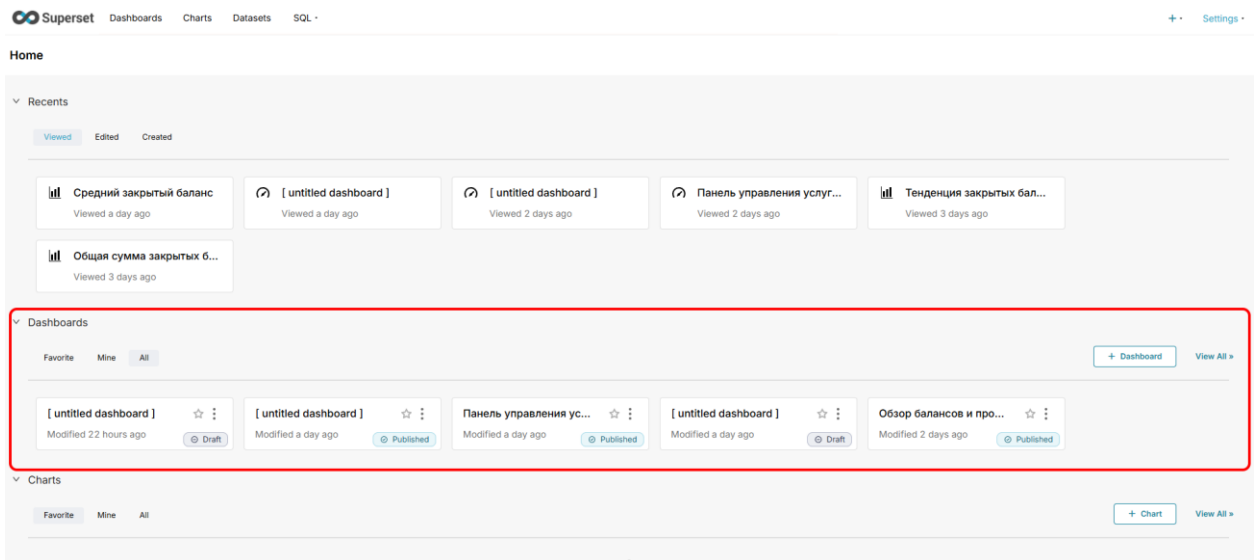 Superset Dashboards Charts Datasets SQL + Settings
Home
Recents
Viewed Edited Created
Средний закрытый баланс
Viewed a day ago
[ untitled dashboard ]
Viewed a day ago
[ untitled dashboard ]
Viewed 2 days ago
Панель управления услуг...
Viewed 2 days ago
Тенденция закрытых бал...
Viewed 3 days ago
Общая сумма закрытых б...
Viewed 3 days ago
Dashboards
Favorite Mine All + Dashboard View All »
[ untitled dashboard ]
Modified 22 hours ago Draft
[ untitled dashboard ]
Modified a day ago Published
Панель управления ус...
Modified a day ago Published
[ untitled dashboard ]
Modified a day ago Draft
Обзор балансов и про...
Modified 2 days ago Published
Charts
Favorite Mine All + Chart View All »